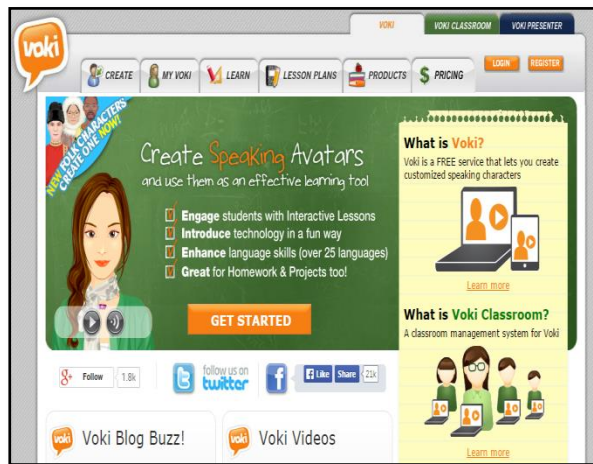 voki
VOKI
VOKI CLASSROOM
VOKI PRESENTER
CREATE
MY VOKI
LEARN
LESSON PLANS
PRODUCTS
$ PRICING
LOGIN
REGISTER
NEW FOLK CHARACTERS
CREATE ONE NOW!
Create Speaking Avatars
and use them as an effective learning tool
Engage students with Interactive Lessons
Introduce technology in a fun way
Enhance language skills (over 25 languages)
Great for Homework & Projects too!
GET STARTED
What is Voki?
Voki is a FREE service that lets you create
customized speaking characters
Learn more
What is Voki Classroom?
A classroom management system for Voki
Learn more
g+ Follow 1.8k
follow us on
twitter
f Like Share 21k
voki Voki Blog Buzz!
voki Voki Videos